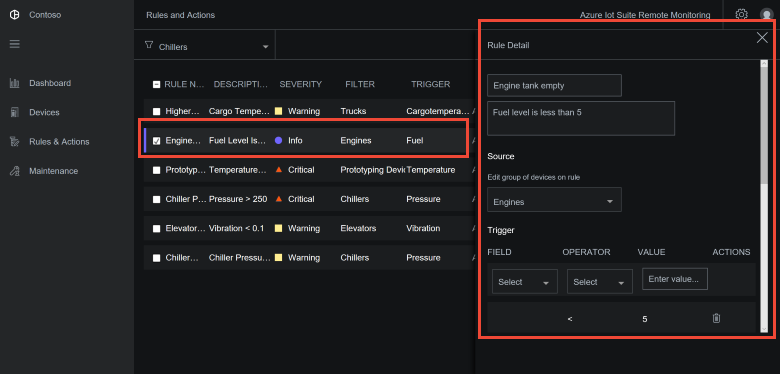 Contoso
Rules and Actions
Azure Iot Suite Remote Monitoring
Chillers
Dashboard
Devices
Rules & Actions
Maintenance
RULE N... DESCRIPTI... SEVERITY FILTER TRIGGER
Higher... Cargo Tempe... Warning Trucks Cargotempera...
Engine... Fuel Level Is... Info Engines Fuel
Prototyp... Temperature... Critical Prototyping Devic Temperature
Chiller P... Pressure > 250 Critical Chillers Pressure
Elevator... Vibration < 0.1 Warning Elevators Vibration
Chiller... Chiller Pressu... Warning Chillers Pressure
Rule Detail
Engine tank empty
Fuel level is less than 5
Source
Edit group of devices on rule
Engines
Trigger
FIELD OPERATOR VALUE ACTIONS
Select Select Enter value...
< 5